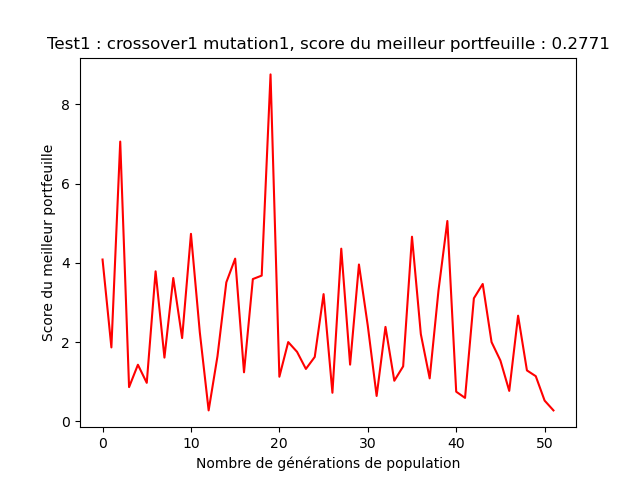 Test1 : crossover1 mutation1, score du meilleur portfeuille : 0.2771
Score du meilleur portfeuille
8
6
4
2
0
0 10 20 30 40 50
Nombre de générations de population